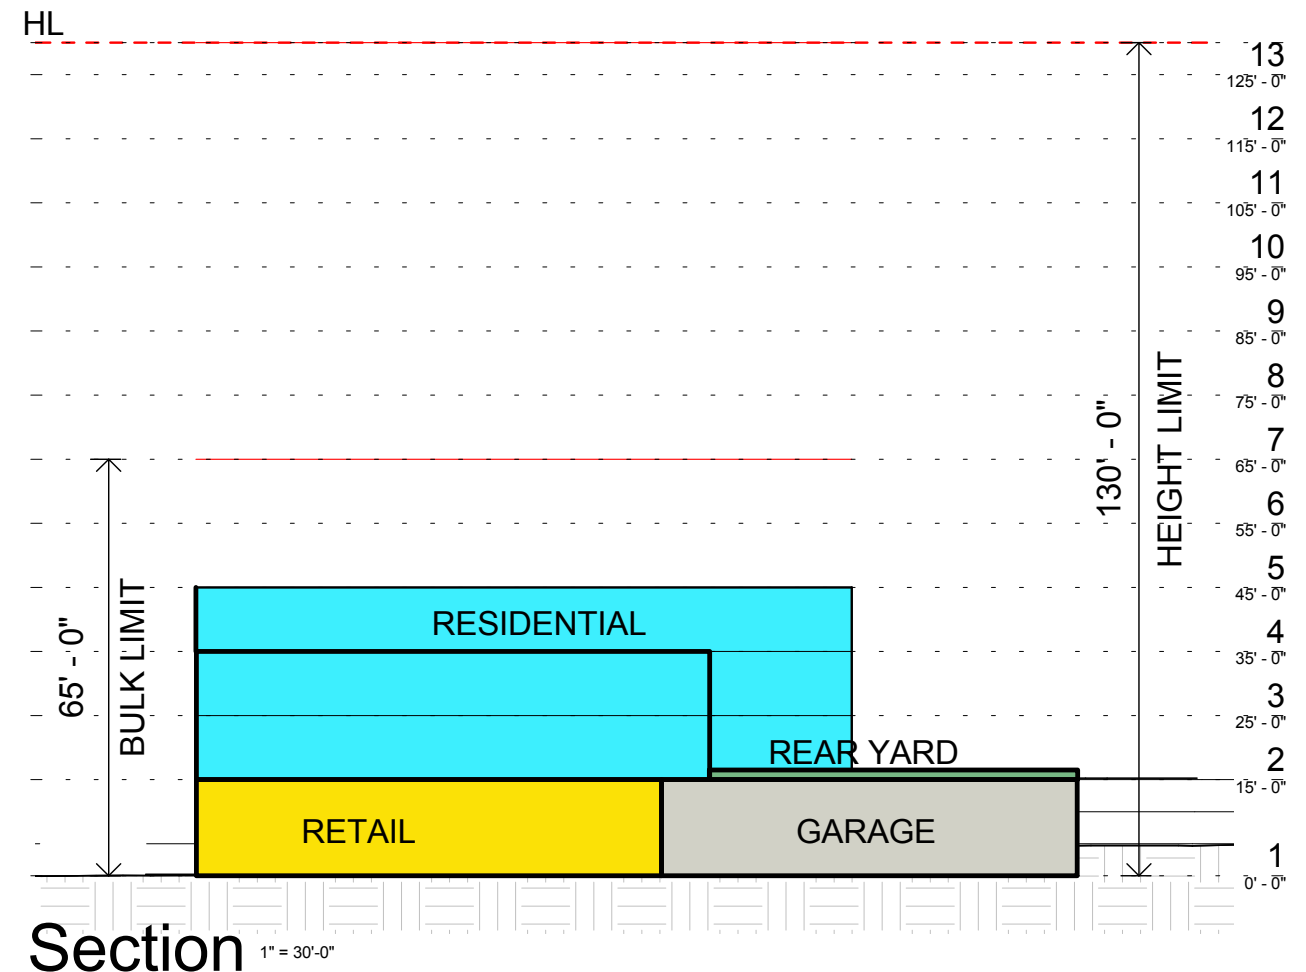 HL
13
125' - 0"
12
115' - 0"
11
105' - 0"
10
95' - 0"
9
85' - 0"
8
75' - 0"
7
65' - 0"
6
55' - 0"
5
45' - 0"
4
35' - 0"
3
25' - 0"
2
15' - 0"
1
0' - 0"
130' - 0"
HEIGHT LIMIT
65' - 0"
BULK LIMIT
RESIDENTIAL
REAR YARD
RETAIL
GARAGE
Section 1" = 30'-0"